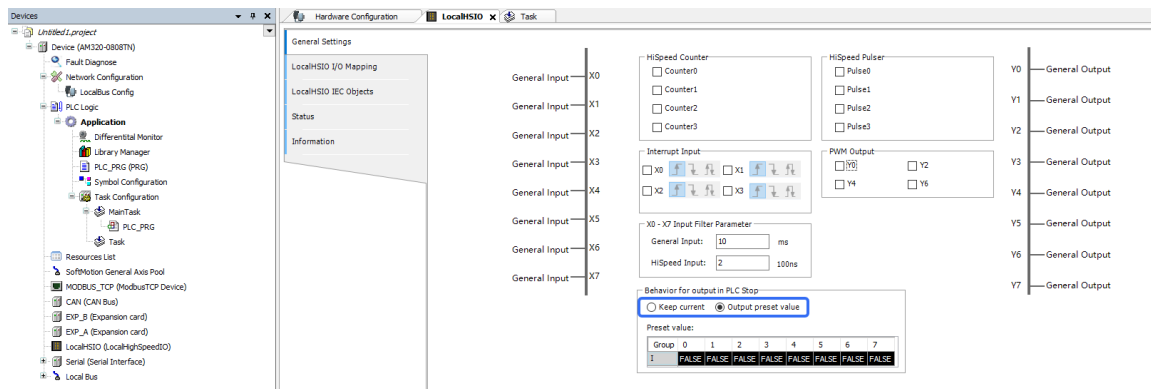 Devices
Untitled1.project
Device (AM320-0808TN)
Fault Diagnose
Network Configuration
LocalBus Config
PLC Logic
Application
Differentital Monitor
Library Manager
PLC_PRG (PRG)
Symbol Configuration
Task Configuration
MainTask
PLC_PRG
Task
Resources List
SoftMotion General Axis Pool
MODBUS_TCP (ModbusTCP Device)
CAN (CAN Bus)
EXP_B (Expansion card)
EXP_A (Expansion card)
LocalHSIO (LocalHighSpeedIO)
Serial (Serial Interface)
Local Bus
Hardware Configuration
LocalHSIO
Task
General Settings
LocalHSIO I/O Mapping
LocalHSIO IEC Objects
Status
Information
General Input X0
General Input X1
General Input X2
General Input X3
General Input X4
General Input X5
General Input X6
General Input X7
HiSpeed Counter
Counter0
Counter1
Counter2
Counter3
HiSpeed Pulser
Pulse0
Pulse1
Pulse2
Pulse3
Interrupt Input
X0 X1
X2 X3
PWM Output
Y0 Y2
Y4 Y6
X0 - X7 Input Filter Parameter
General Input: 10 ms
HiSpeed Input: 2 100ns
Behavior for output in PLC Stop
Keep current Output preset value
Preset value:
Group 0 1 2 3 4 5 6 7
I FALSE FALSE FALSE FALSE FALSE FALSE FALSE FALSE
Y0 General Output
Y1 General Output
Y2 General Output
Y3 General Output
Y4 General Output
Y5 General Output
Y6 General Output
Y7 General Output